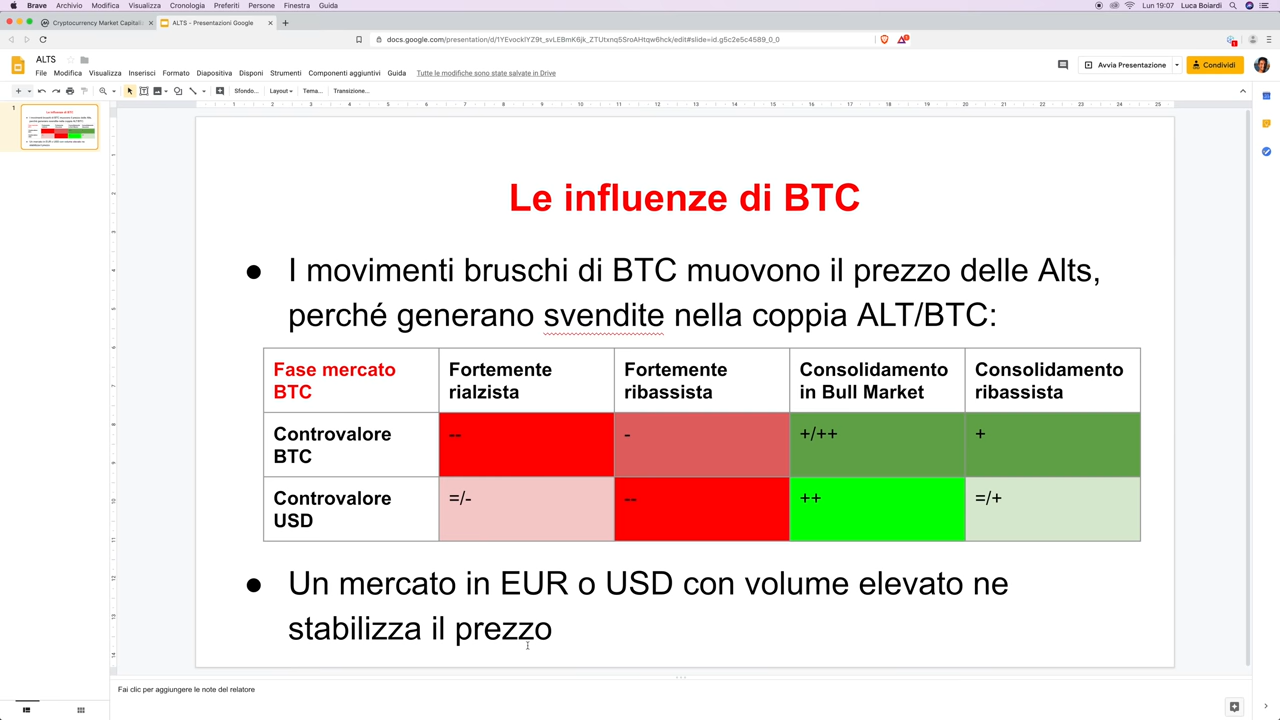 Brave Archivio Modifica Visualizza Cronologia Preferiti Persone Finestra Guida Lun 19:07 Luca Boiardi
Cryptocurrency Market Capitali ALTS - Presentazioni Google
docs.google.com/presentation/d/1YEvocklYZ9t_svLEBmK6jk_ZTUtxnq5SroAHtqw6hck/edit#slide=id.g5c2e5c4589_0_0
ALTS
File Modifica Visualizza Inserisci Formato Diapositiva Disponi Strumenti Componenti aggiuntivi Guida Tutte le modifiche sono state salvate in Drive
Avvia Presentazione Condividi
Sfondo... Layout Tema... Transizione...
Le influenze di BTC
● I movimenti bruschi di BTC muovono il prezzo delle Alts,
perché generano svendite nella coppia ALT/BTC:
Fase mercato BTC Fortemente rialzista Fortemente ribassista Consolidamento in Bull Market Consolidamento ribassista
Controvalore BTC -- - +/++ +
Controvalore USD =/- -- ++ =/+
● Un mercato in EUR o USD con volume elevato ne
stabilizza il prezzo
Fai clic per aggiungere le note del relatore